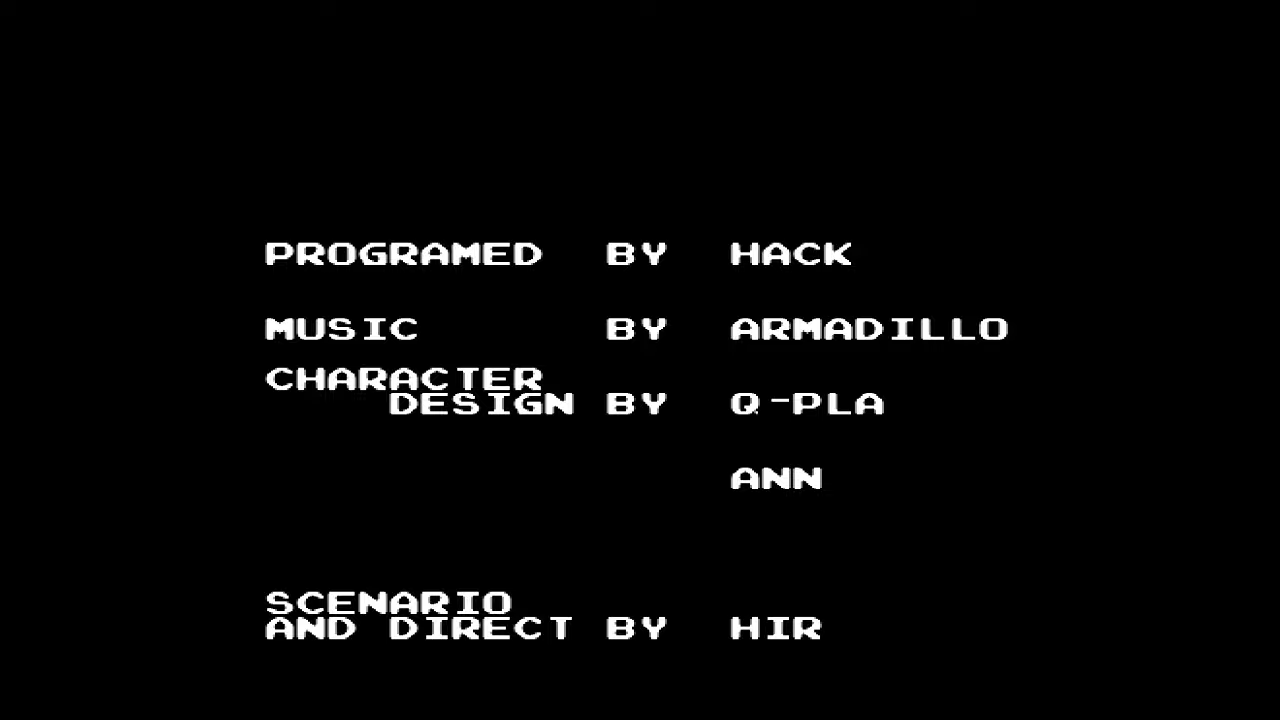 PROGRAMED BY HACK
MUSIC BY ARMADILLO
CHARACTER
DESIGN BY Q-PLA
ANN
SCENARIO
AND DIRECT BY HIR